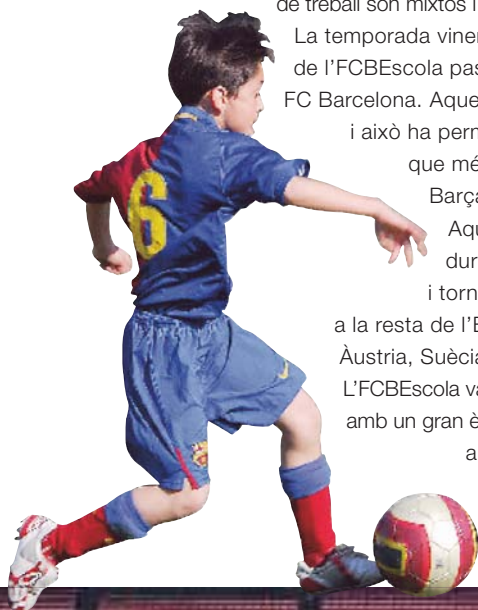 de treball són mixtos i
La temporada viner
de l’FCBEscola pas
FC Barcelona. Aque
i això ha perm
que mé
Barça
Aqu
dur
i torn
a la resta de l’E
Àustria, Suècia
L’FCBEscola va
amb un gran è
a
6